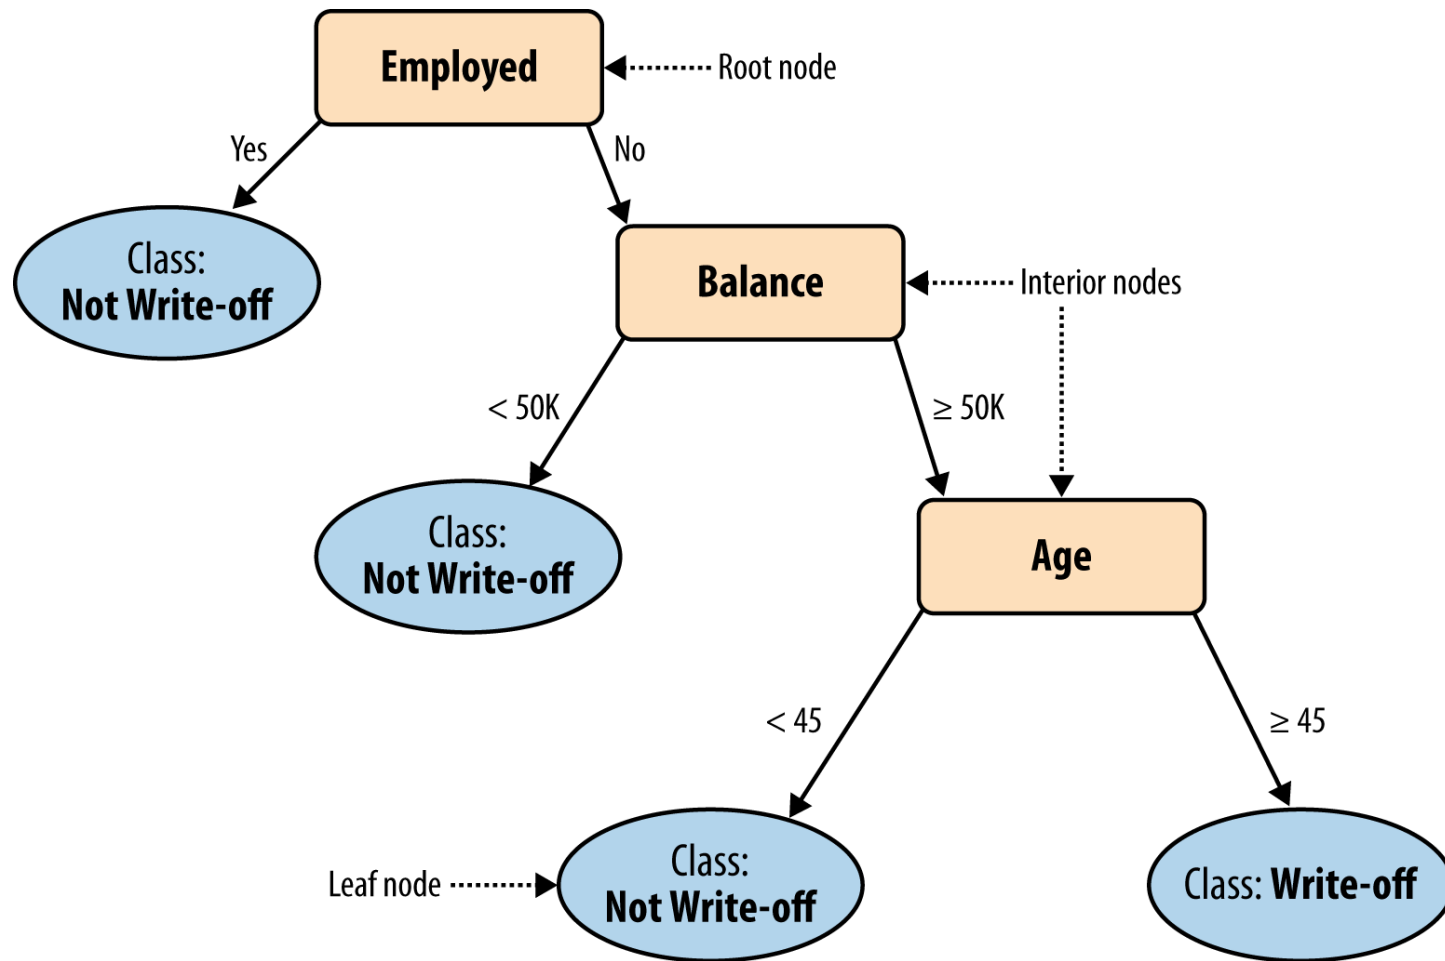 Employed
Root node
Yes
No
Class:
Not Write-off
Balance
Interior nodes
< 50K
≥ 50K
Class:
Not Write-off
Age
< 45
≥ 45
Leaf node
Class:
Not Write-off
Class: Write-off